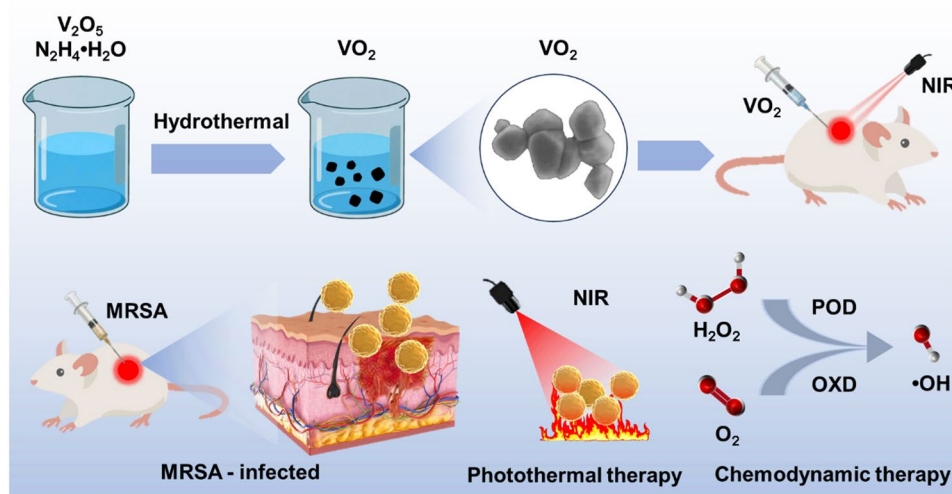 V₂O₅
N₂H₄•H₂O
VO₂
VO₂
Hydrothermal
VO₂
NIR
MRSA
NIR
H₂O₂
POD
OXD
•OH
O₂
MRSA - infected
Photothermal therapy
Chemodynamic therapy